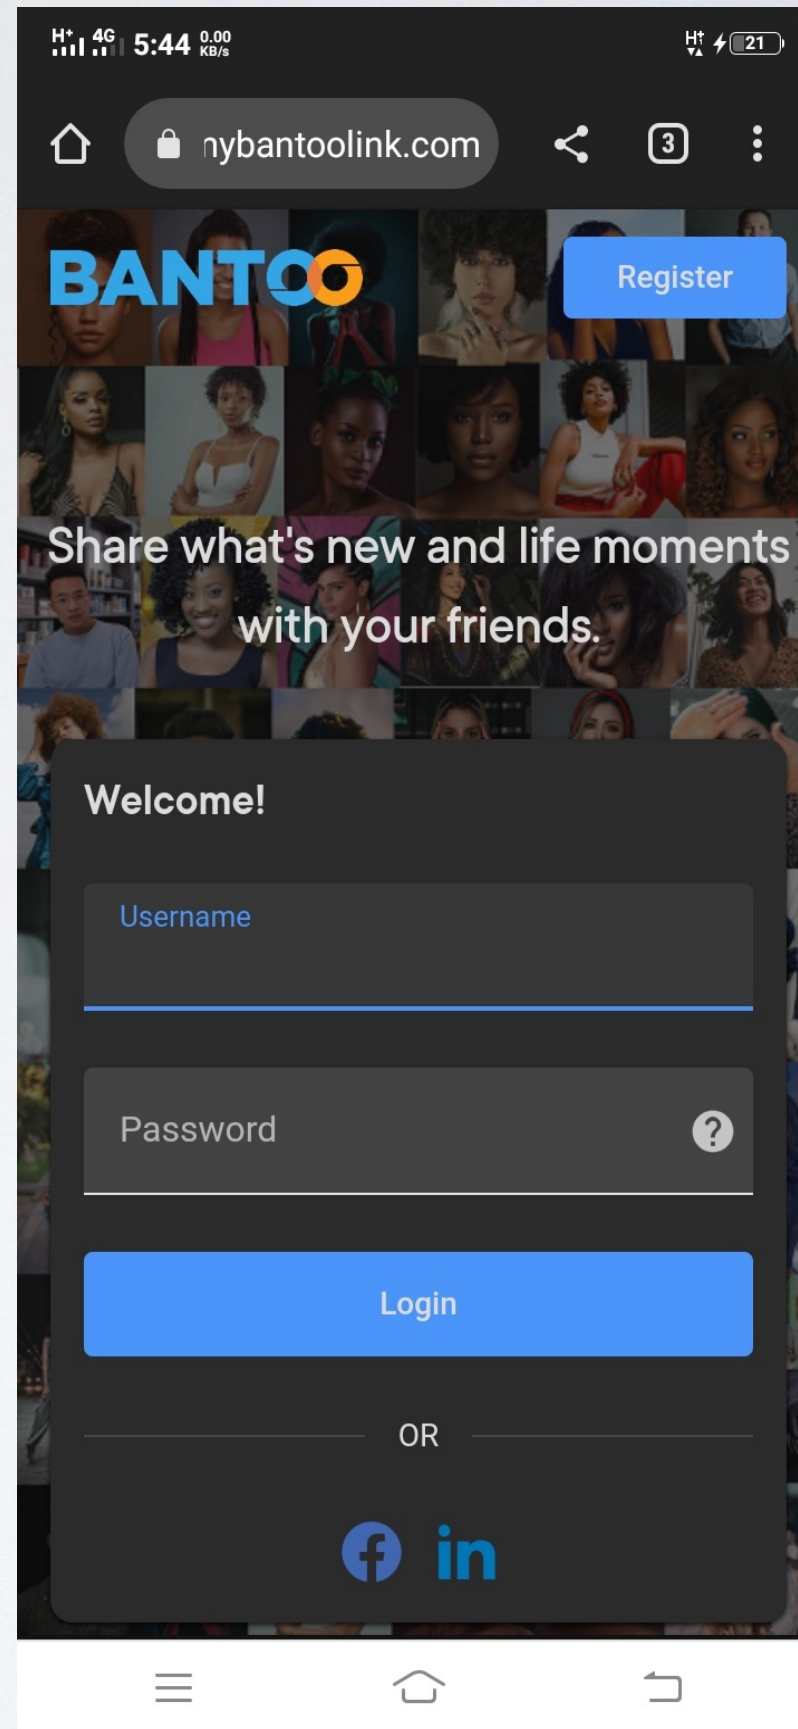 H+ 4G 5:44 0.00 KB/s H† 21
nybantoolink.com 3
BANTOO
Register
Share what's new and life moments
with your friends.
Welcome!
Username
Password
?
Login
OR
f in